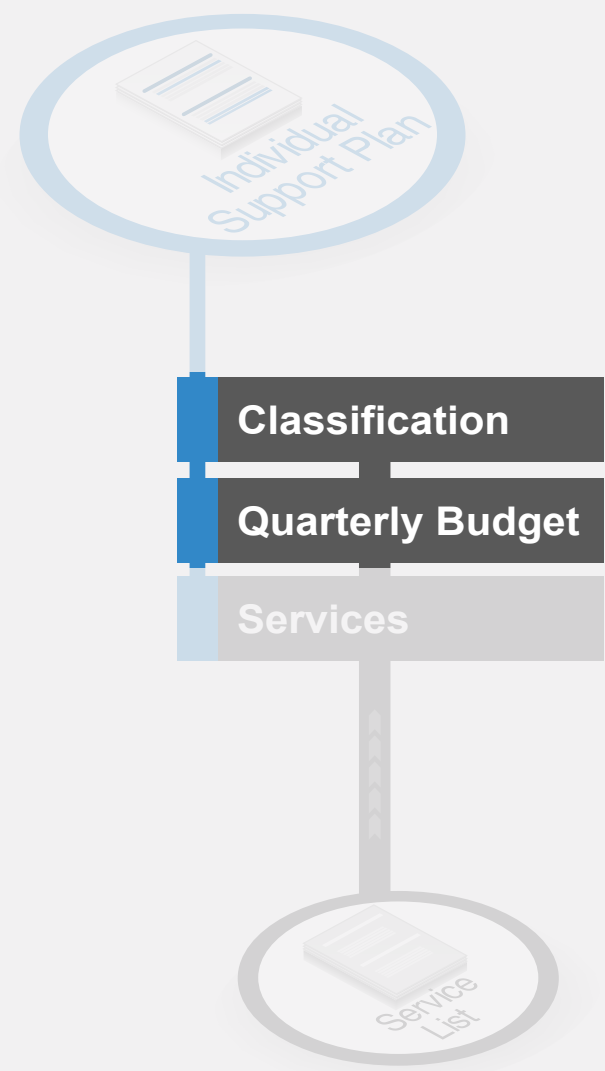 Individual
Support Plan
Classification
Quarterly Budget
Services
Service
List